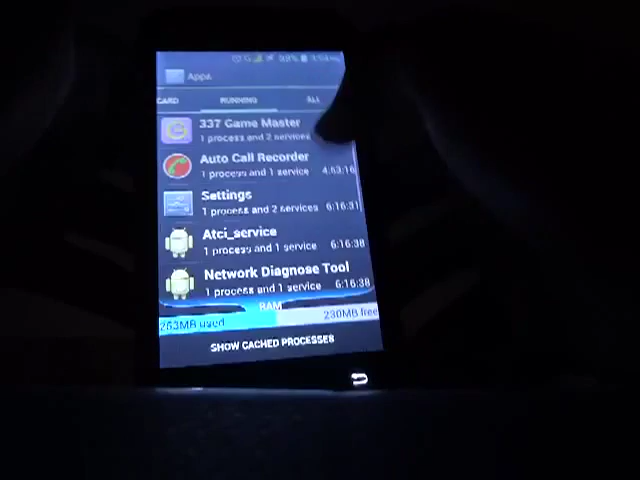 Apps
CARD RUNNING ALL
337 Game Master
1 process and 2 services
Auto Call Recorder
1 process and 1 service 4:53:16
Settings
1 process and 2 services 6:16:31
Atci_service
1 process and 1 service 6:16:38
Network Diagnose Tool
1 process and 1 service 6:16:38
RAM
263MB used 230MB free
SHOW CACHED PROCESSES